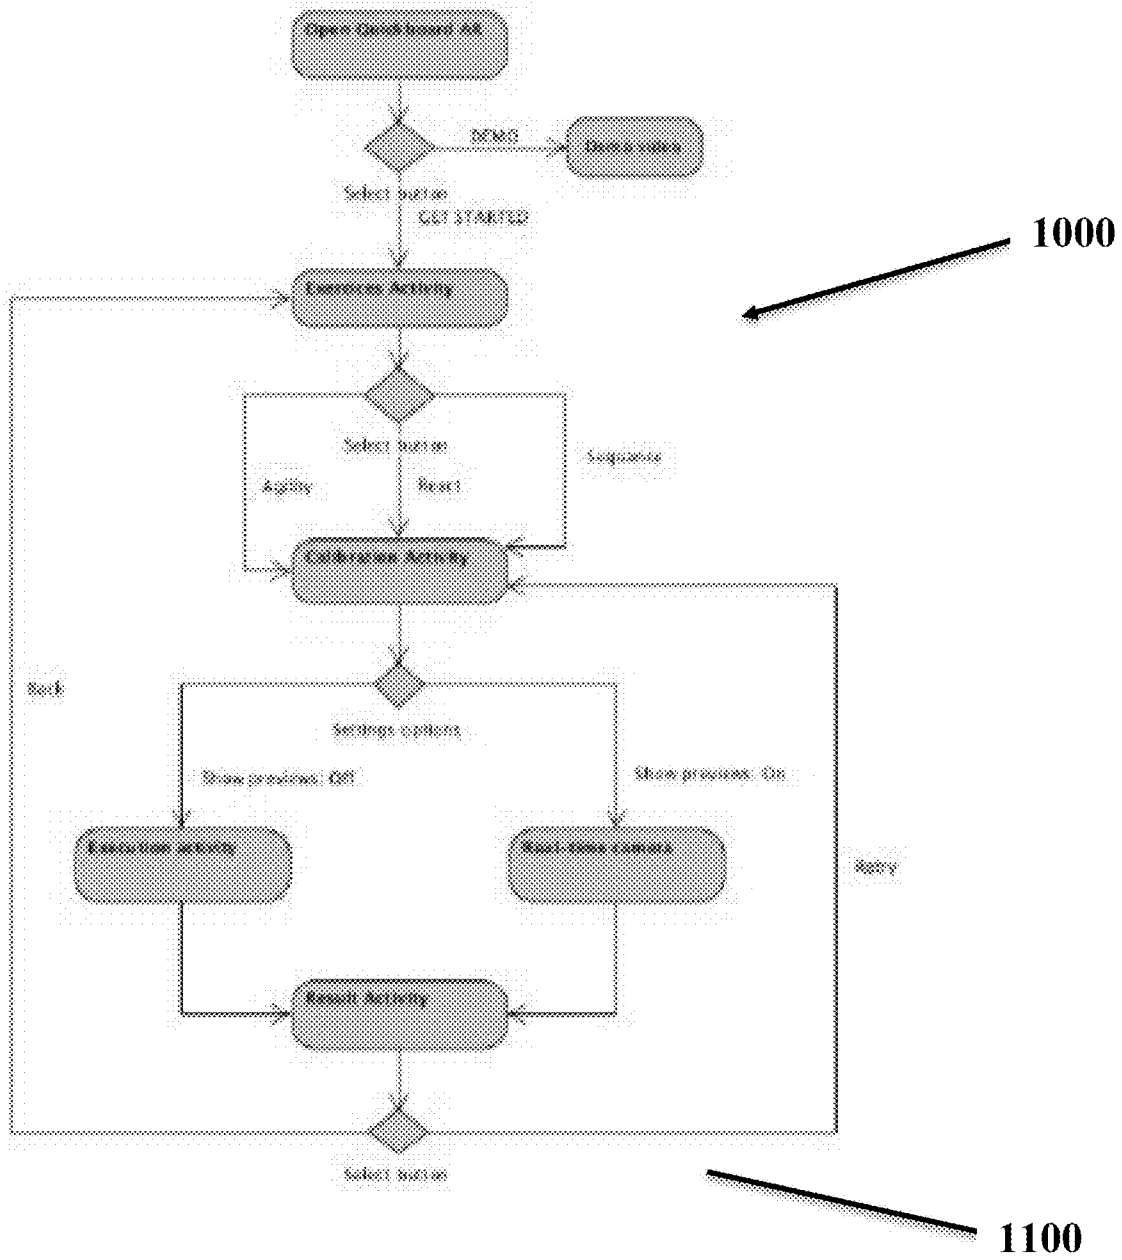 Open Quickboard AR
DEMO
Demo video
Select button
GET STARTED
1000
Exercises Activity
Select button
Sequence
Agility
React
Calibration Activity
Back
Settings options
Show previews: Off
Show previews: On
Execution activity
Real-time camera
Retry
Result Activity
Select button
1100